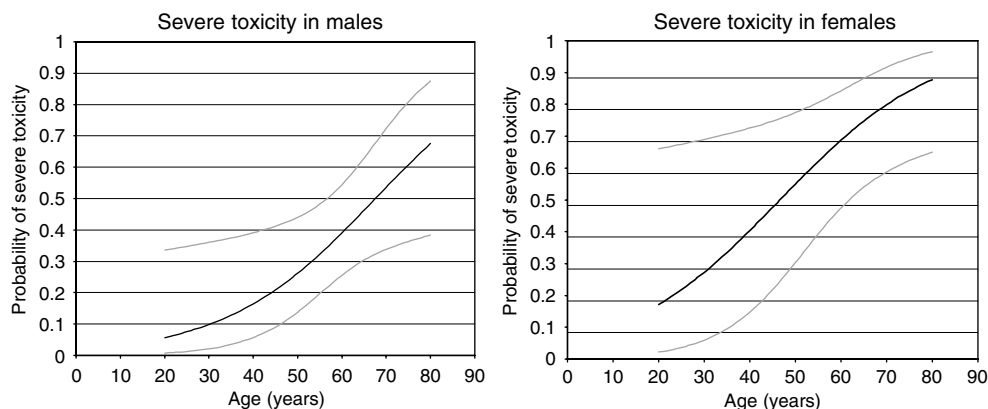 Severe toxicity in males
Probability of severe toxicity
1
0.9
0.8
0.7
0.6
0.5
0.4
0.3
0.2
0.1
0
0 10 20 30 40 50 60 70 80 90
Age (years)
Severe toxicity in females
Probability of severe toxicity
1
0.9
0.8
0.7
0.6
0.5
0.4
0.3
0.2
0.1
0
0 10 20 30 40 50 60 70 80 90
Age (years)